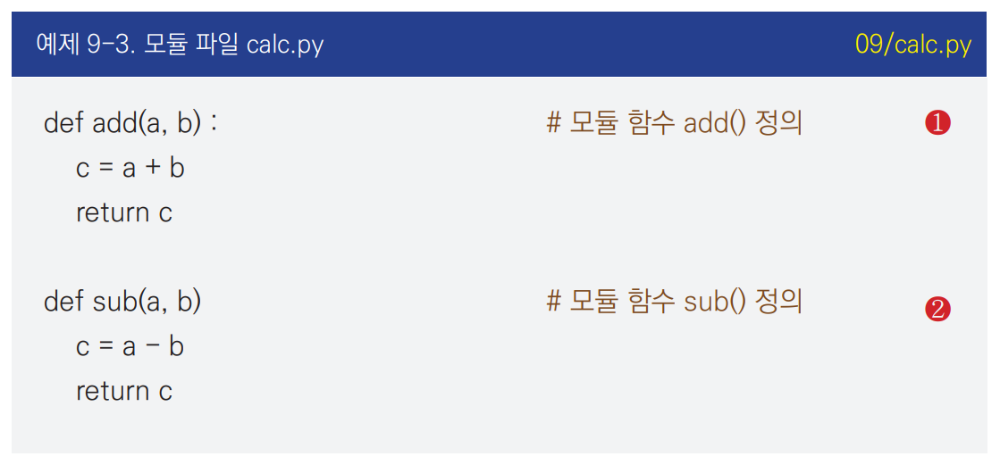 예제 9-3. 모듈 파일 calc.py 09/calc.py
def add(a, b) : # 모듈 함수 add() 정의 ❶
c = a + b
return c
def sub(a, b) # 모듈 함수 sub() 정의 ❷
c = a - b
return c